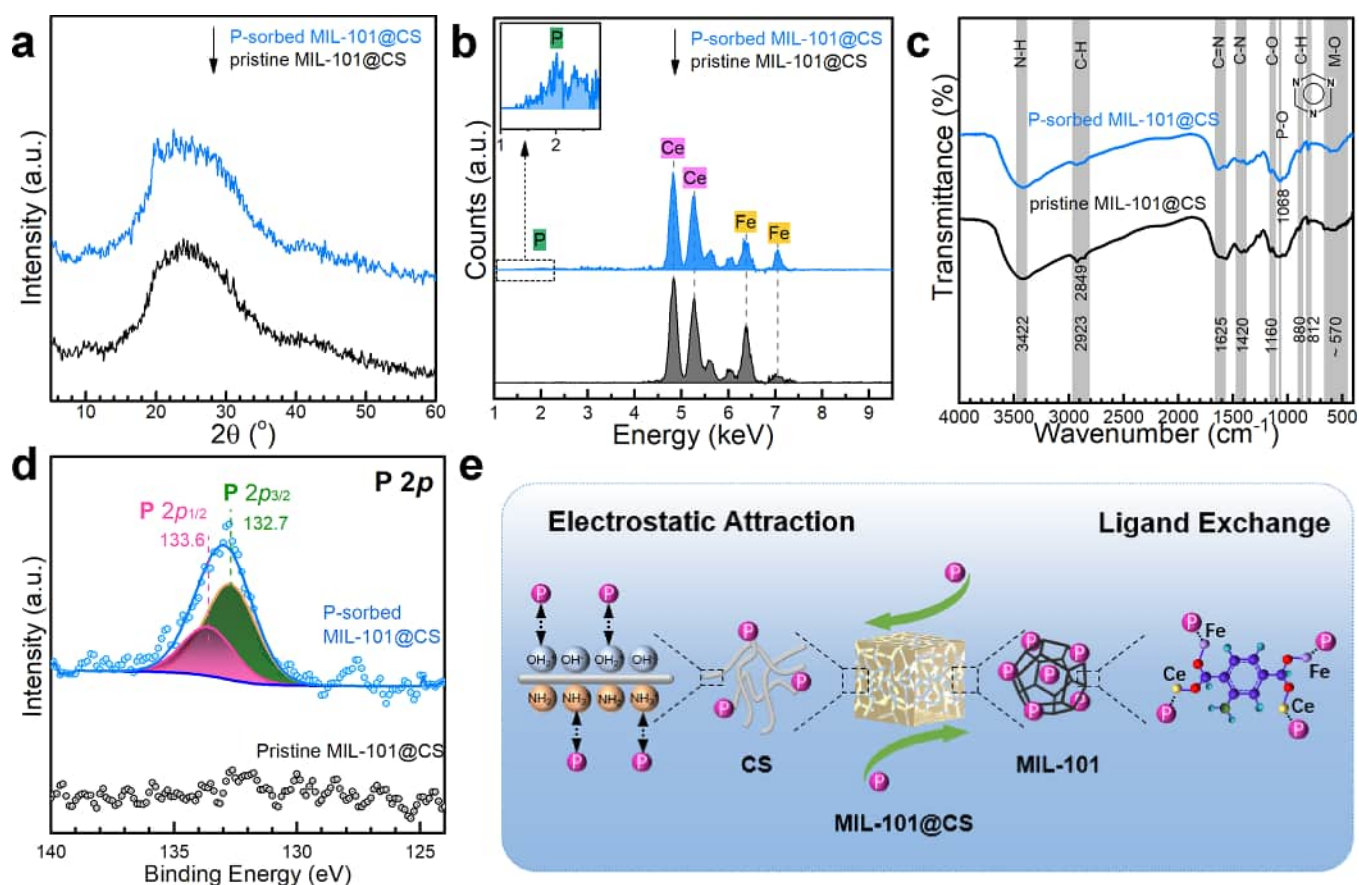 a
P-sorbed MIL-101@CS
pristine MIL-101@CS
Intensity (a.u.)
10 20 30 40 50 60
2θ (°)
b
P
P-sorbed MIL-101@CS
pristine MIL-101@CS
1 2
Ce
Ce
Fe
Fe
P
Counts (a.u.)
1 2 3 4 5 6 7 8 9
Energy (keV)
c
N-H
C-H
C=N
C-N
C-O
C-H
M-O
N
N
N
P-O
P-sorbed MIL-101@CS
pristine MIL-101@CS
1068
3422
2923
2849
1625
1420
1160
880
812
~ 570
Transmittance (%)
4000 3500 3000 2500 2000 1500 1000 500
Wavenumber (cm-1)
d
P 2p
P 2p3/2
132.7
P 2p1/2
133.6
P-sorbed
MIL-101@CS
Pristine MIL-101@CS
Intensity (a.u.)
140 135 130 125
Binding Energy (eV)
e
Electrostatic Attraction
Ligand Exchange
P P
NH2 NH3
P P
P
P
P
CS
P
P
MIL-101@CS
P
P
P
P
P
P
MIL-101
P
Fe
P
Fe
Ce
P
Ce
P